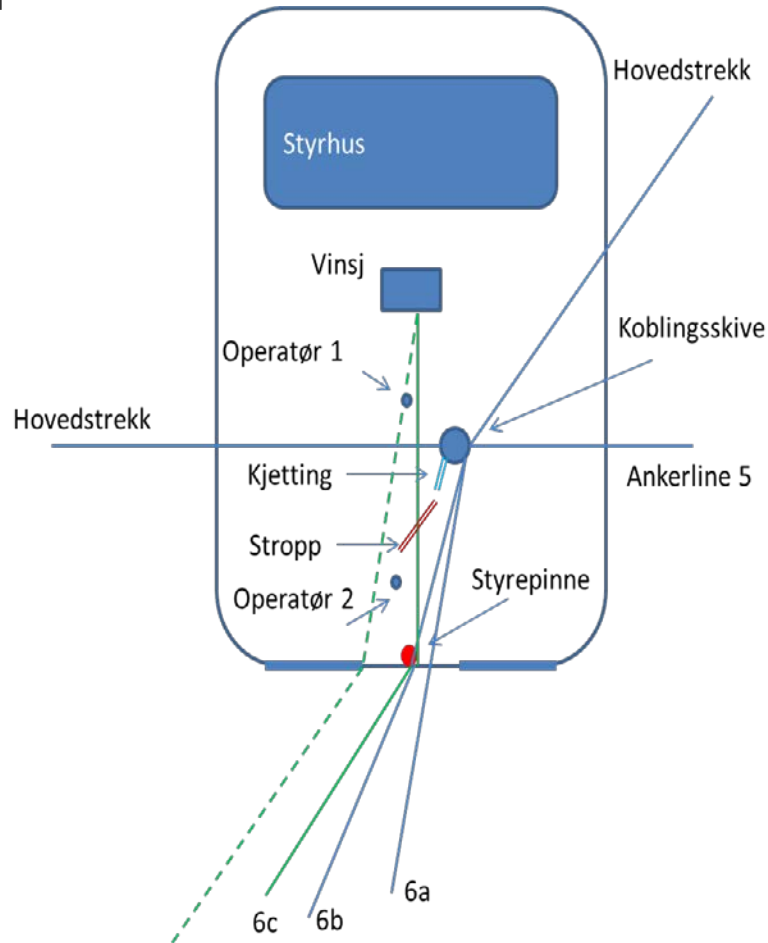 Hovedstrekk
Styrhus
Vinsj
Koblingsskive
Operatør 1
Hovedstrekk
Kjetting
Ankerline 5
Stropp
Styrepinne
Operatør 2
6a
6c
6b